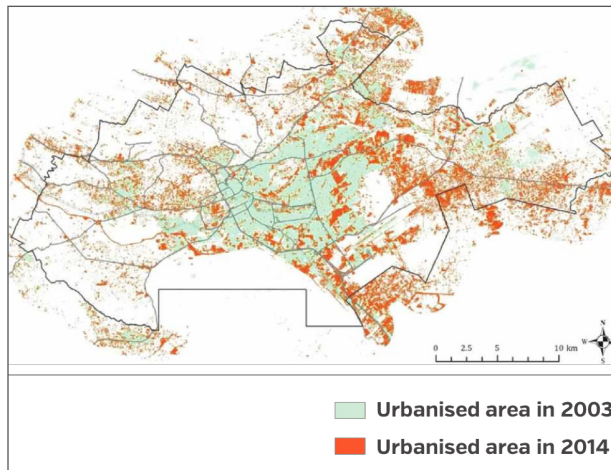 N
W E
S
0 2.5 5 10 km
Urbanised area in 2003
Urbanised area in 2014